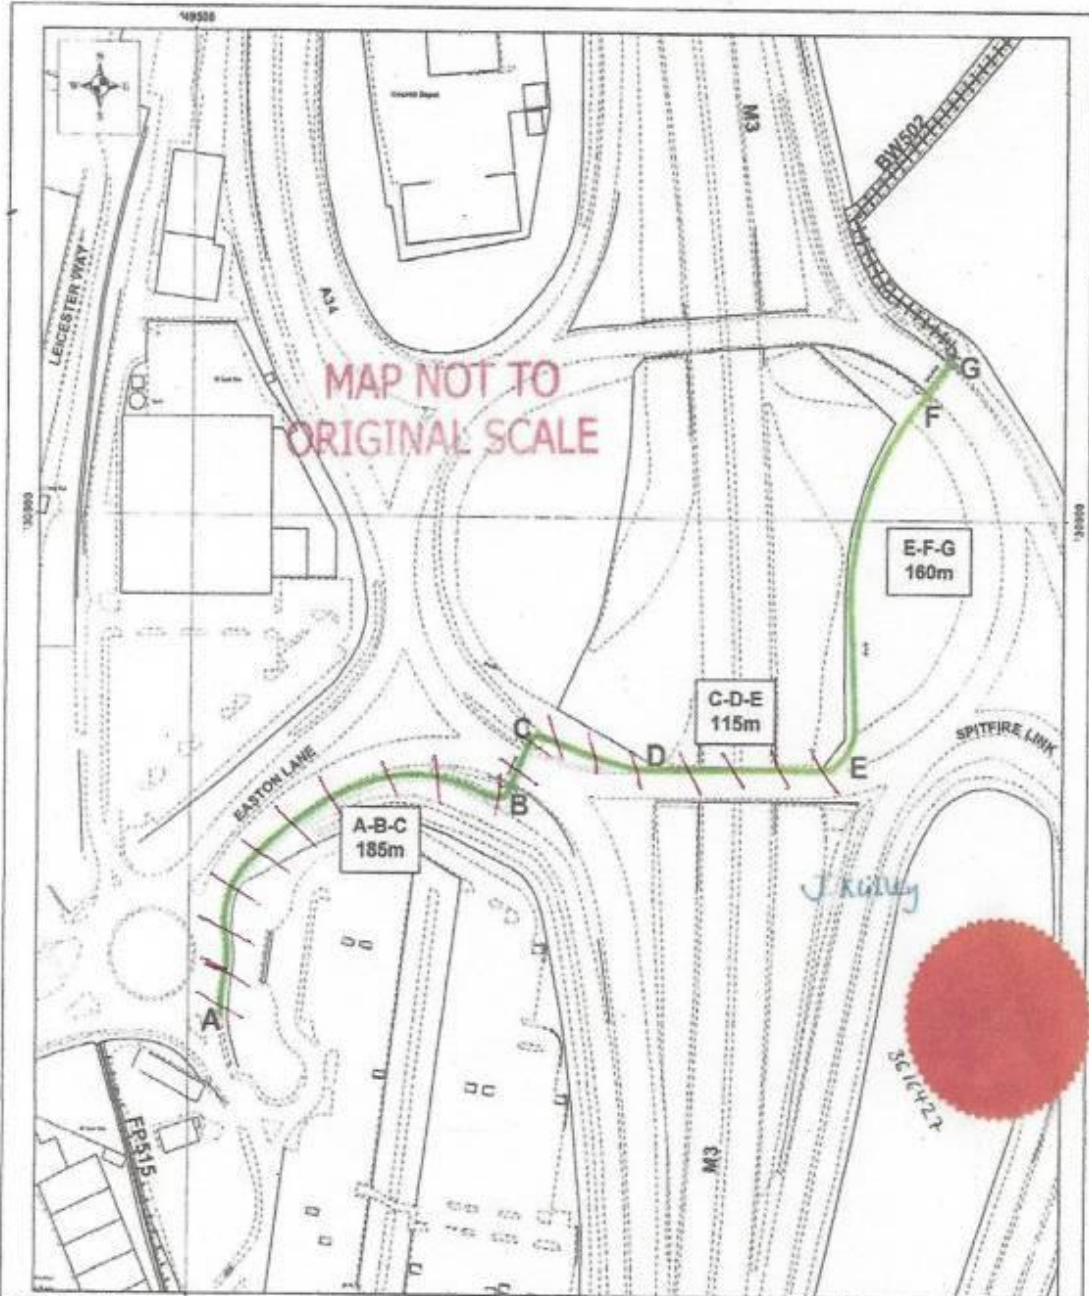 '49500
N
M3
BW502
LEICESTER WAY
A34
MAP NOT TO
ORIGINAL SCALE
G
F
E-F-G
160m
C-D-E
115m
C
D
E
SPITFIRE LINK
EASTON LANE
B
A-B-C
185m
A
FP515
M3
3616427